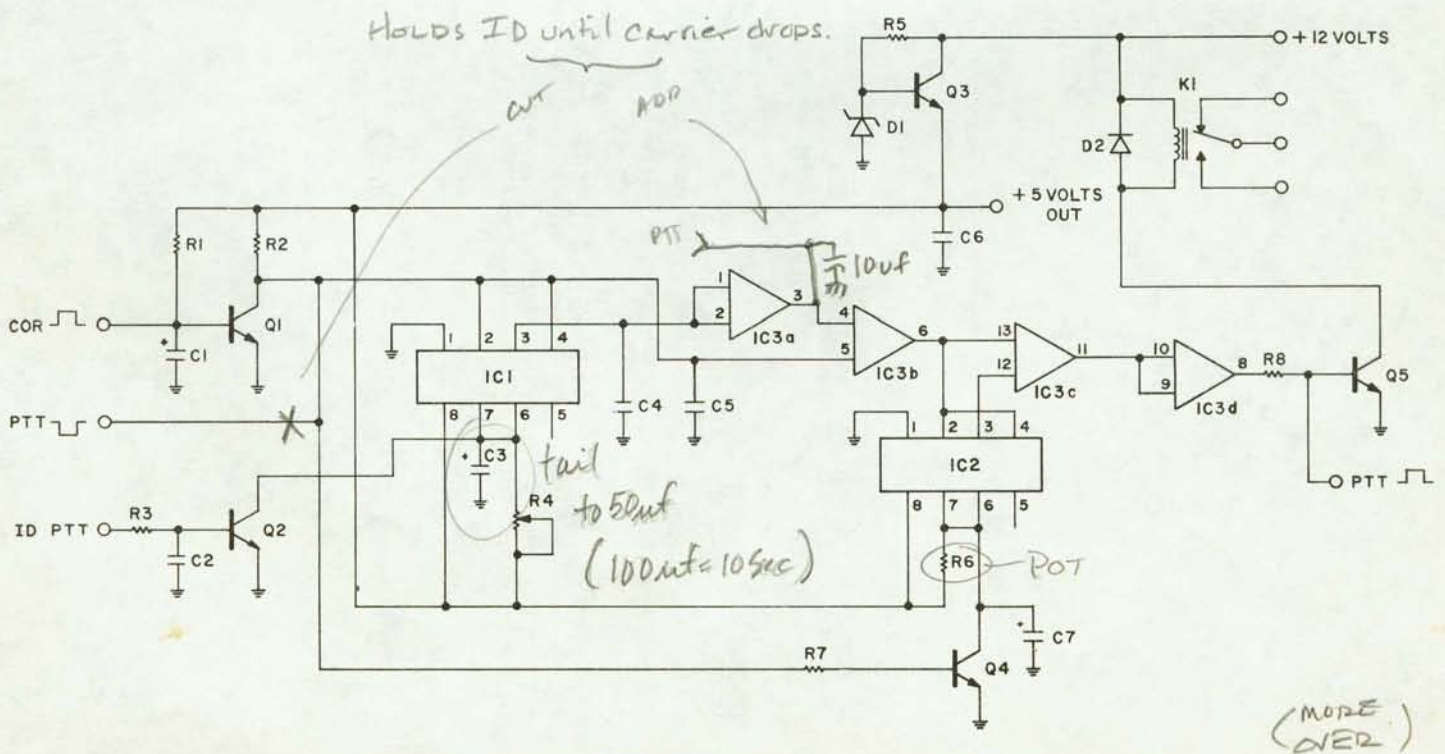 HOLDS ID until carrier drops.
CUT
ADD
R5
+12 VOLTS
Q3
K1
D1
D2
+5 VOLTS
OUT
R1
R2
PTT
10uf
C6
1
2
3
IC3a
4
5
6
IC3b
13
12
11
IC3c
10
9
8
IC3d
R8
Q5
COR
Q1
C1
1
2
3
4
IC1
8
7
6
5
C4
C5
PTT
C3
tail
R4
to 50uf
(100uf = 10 sec)
1
2
3
4
IC2
8
7
6
5
PTT
ID PTT
R3
Q2
C2
R6
POT
C7
R7
Q4
(MORE
OVER)